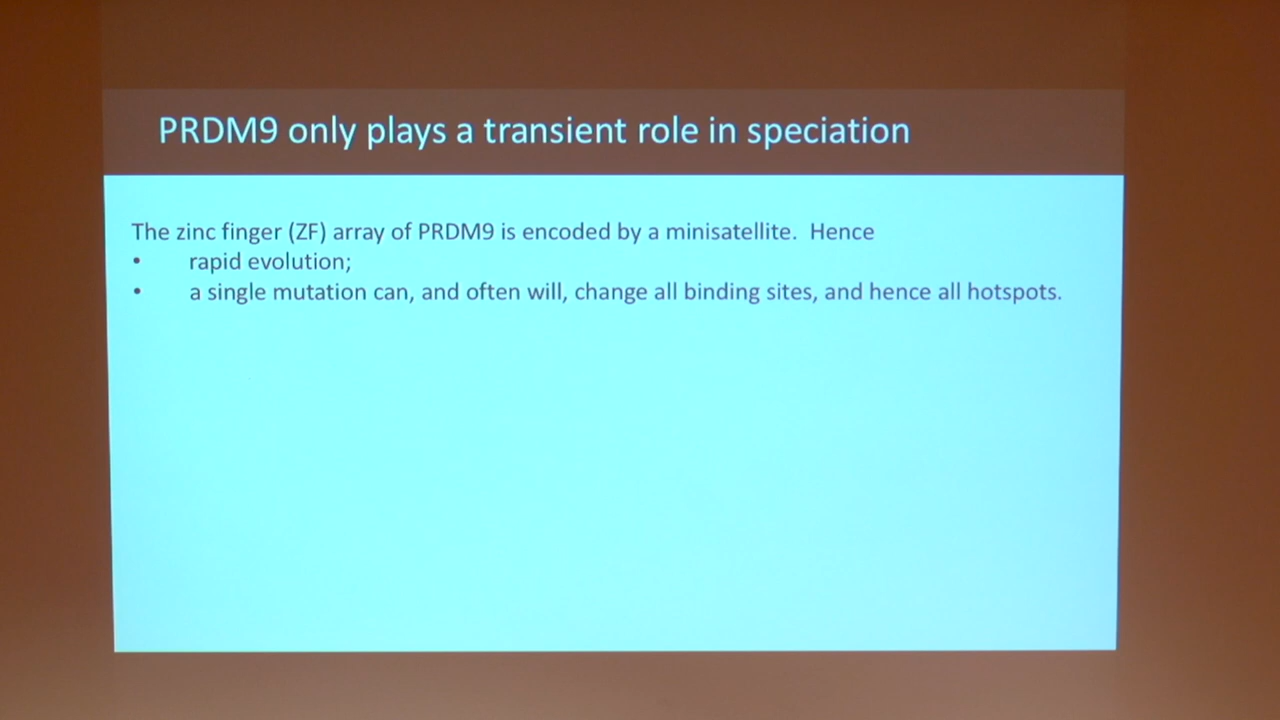 PRDM9 only plays a transient role in speciation
The zinc finger (ZF) array of PRDM9 is encoded by a minisatellite. Hence
• rapid evolution;
• a single mutation can, and often will, change all binding sites, and hence all hotspots.